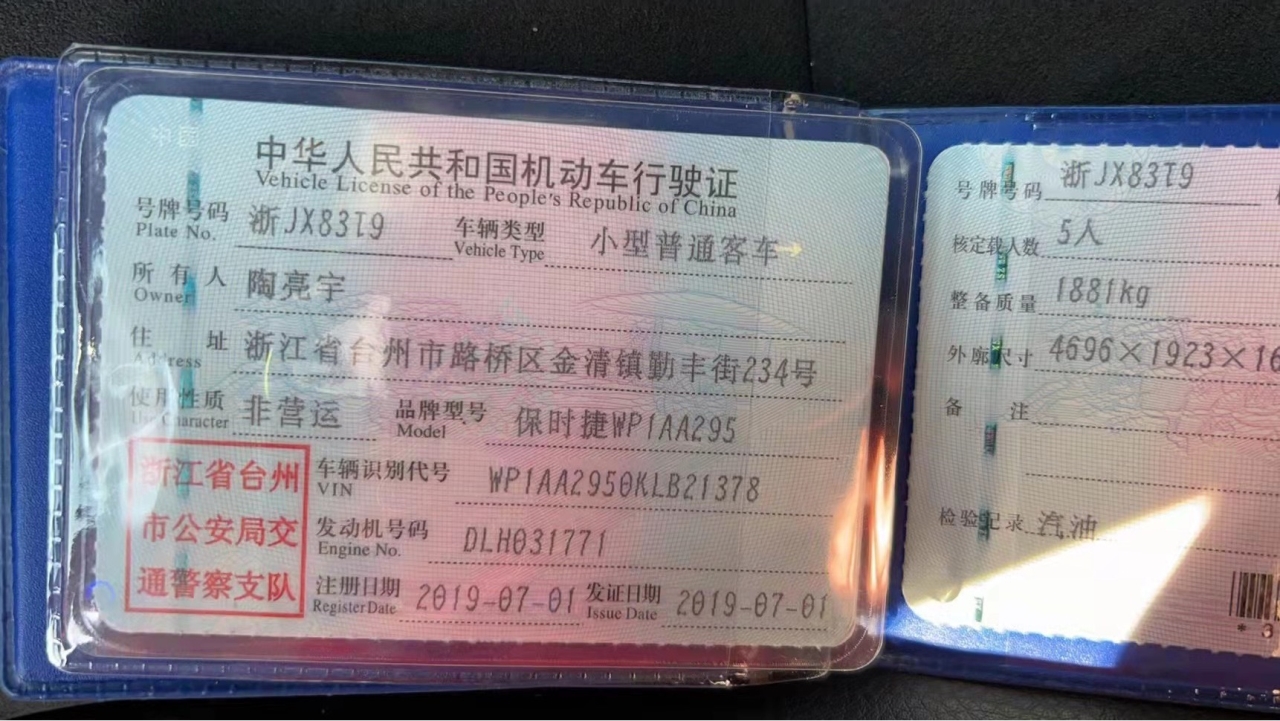 中国
中华人民共和国机动车行驶证
Vehicle License of the People's Republic of China
号牌号码 浙JX83T9 车辆类型 小型普通客车
Plate No. Vehicle Type
所有人 陶亮宇
Owner
住址 浙江省台州市路桥区金清镇勤丰街234号
Address
使用性质 非营运 品牌型号 保时捷WP1AA295
Use Character Model
浙江省台州
市公安局交
通警察支队
车辆识别代号 WP1AA2950KLB21378
VIN
发动机号码 DLH031771
Engine No.
注册日期 2019-07-01 发证日期 2019-07-01
Register Date Issue Date
号牌号码 浙JX83T9
核定载人数 5人
整备质量 1881kg
外廓尺寸 4696×1923×16
备注
检验记录 汽油
* 3